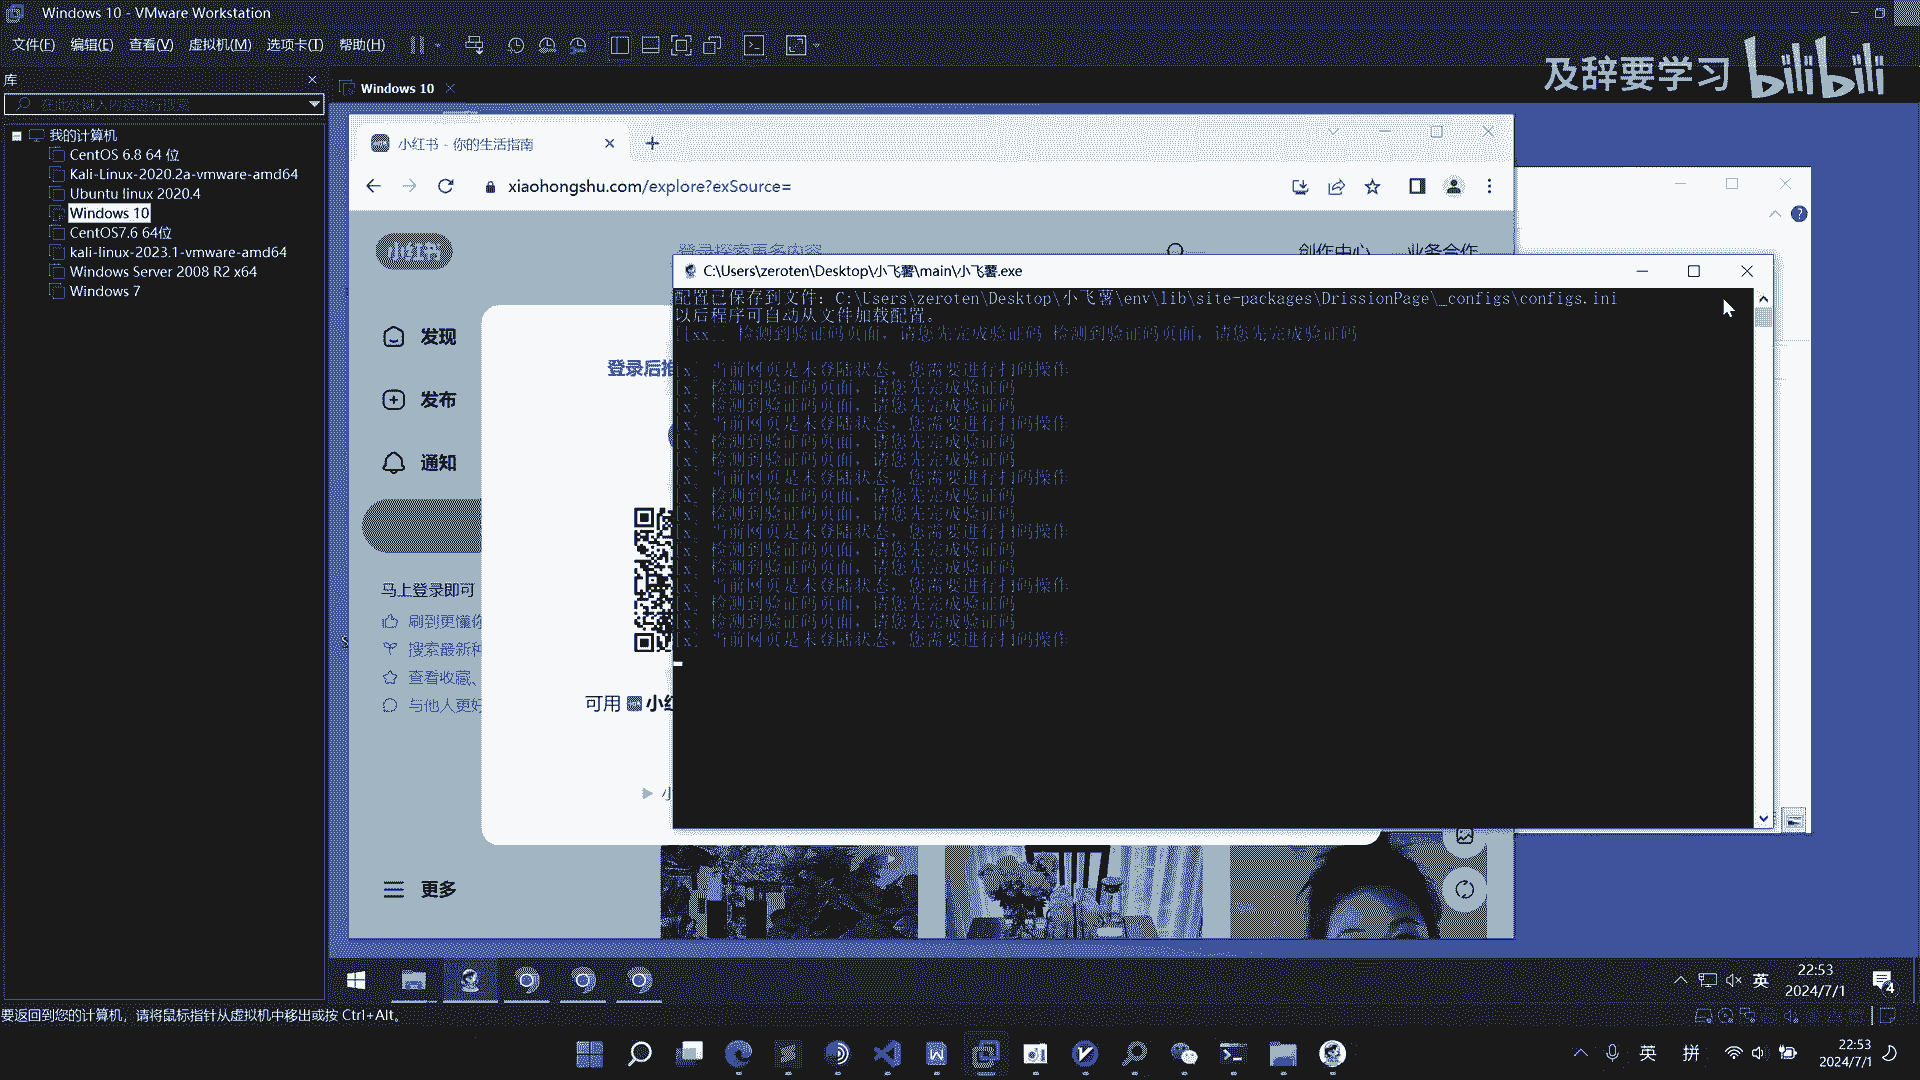 Windows 10 - VMware Workstation
文件(F) 编辑(E) 查看(V) 虚拟机(M) 选项卡(T) 帮助(H)
及辞要学习 bilibili
库
在此处键入内容进行搜索
我的计算机
CentOS 6.8 64 位
Kali-Linux-2020.2a-vmware-amd64
Ubuntu linux 2020.4
Windows 10
CentOS7.6 64位
kali-linux-2023.1-vmware-amd64
Windows Server 2008 R2 x64
Windows 7
Windows 10
小红书 - 你的生活指南
xiaohongshu.com/explore?exSource=
小红书
登录探索更多内容
创作中心 业务合作
发现
发布
通知
登录后推
马上登录即可
刷到更懂你
搜索最新种
查看收藏、
与他人更好
可用 小红
小
更多
C:\Users\zeroten\Desktop\小飞薯\main\小飞薯.exe
配置已保存到文件: C:\Users\zeroten\Desktop\小飞薯\env\lib\site-packages\DrissionPage\_configs\configs.ini
以后程序可自动从文件加载配置。
[[xx]] 检测到验证码页面，请您先完成验证码 检测到验证码页面，请您先完成验证码
[x] 当前网页是未登陆状态，您需要进行扫码操作
[x] 检测到验证码页面，请您先完成验证码
[x] 检测到验证码页面，请您先完成验证码
[x] 当前网页是未登陆状态，您需要进行扫码操作
[x] 检测到验证码页面，请您先完成验证码
[x] 检测到验证码页面，请您先完成验证码
[x] 当前网页是未登陆状态，您需要进行扫码操作
[x] 检测到验证码页面，请您先完成验证码
[x] 检测到验证码页面，请您先完成验证码
[x] 当前网页是未登陆状态，您需要进行扫码操作
[x] 检测到验证码页面，请您先完成验证码
[x] 检测到验证码页面，请您先完成验证码
[x] 当前网页是未登陆状态，您需要进行扫码操作
[x] 检测到验证码页面，请您先完成验证码
[x] 检测到验证码页面，请您先完成验证码
[x] 当前网页是未登陆状态，您需要进行扫码操作
英
22:53
2024/7/1
4
要返回到您的计算机，请将鼠标指针从虚拟机中移出或按 Ctrl+Alt。
英 拼
22:53
2024/7/1